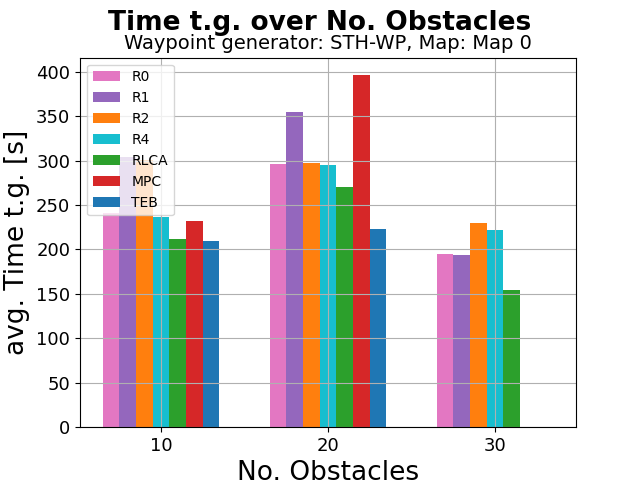 Time t.g. over No. Obstacles
Waypoint generator: STH-WP, Map: Map 0
avg. Time t.g. [s]
400
350
300
250
200
150
100
50
0
R0
R1
R2
R4
RLCA
MPC
TEB
10
20
30
No. Obstacles